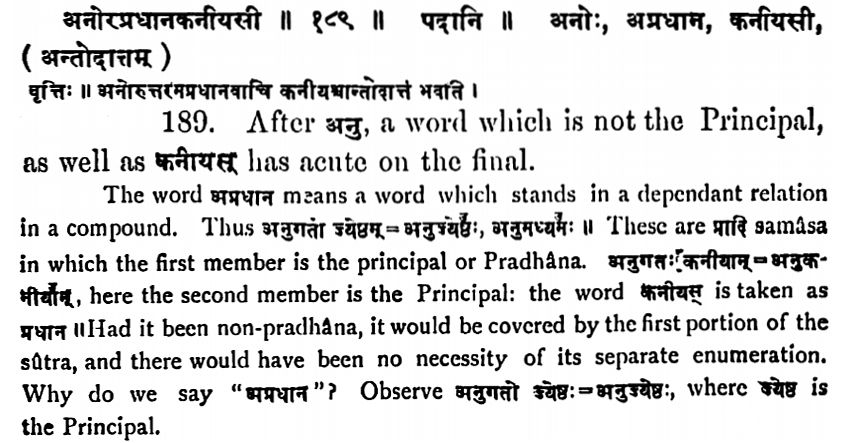 अनोरप्रधानकनीयसी ॥ १८९ ॥ पदानि ॥ अनोः, अप्रधान, कनीयसी,
( अन्तोदात्तम् )
वृत्तिः ॥ अनोरुत्तरमप्रधानवाचि कनीयश्चान्तोदात्तं भवति ।
189. After अनु, a word which is not the Principal,
as well as कनीयस् has acute on the final.
The word अप्रधान means a word which stands in a dependant relation
in a compound. Thus अनुगतो ज्येष्ठम्=अनुज्येष्ठः, अनुमध्यमः ॥ These are प्रादि samâsa
in which the first member is the principal or Pradhâna. अनुगतः कनीयाम्=अनुक-
नीयान्, here the second member is the Principal: the word कनीयस् is taken as
प्रधान ॥ Had it been non-pradhâna, it would be covered by the first portion of the
sûtra, and there would have been no necessity of its separate enumeration.
Why do we say "अप्रधान"? Observe अनुगतो ज्येष्ठः=अनुज्येष्ठः, where ज्येष्ठ is
the Principal.